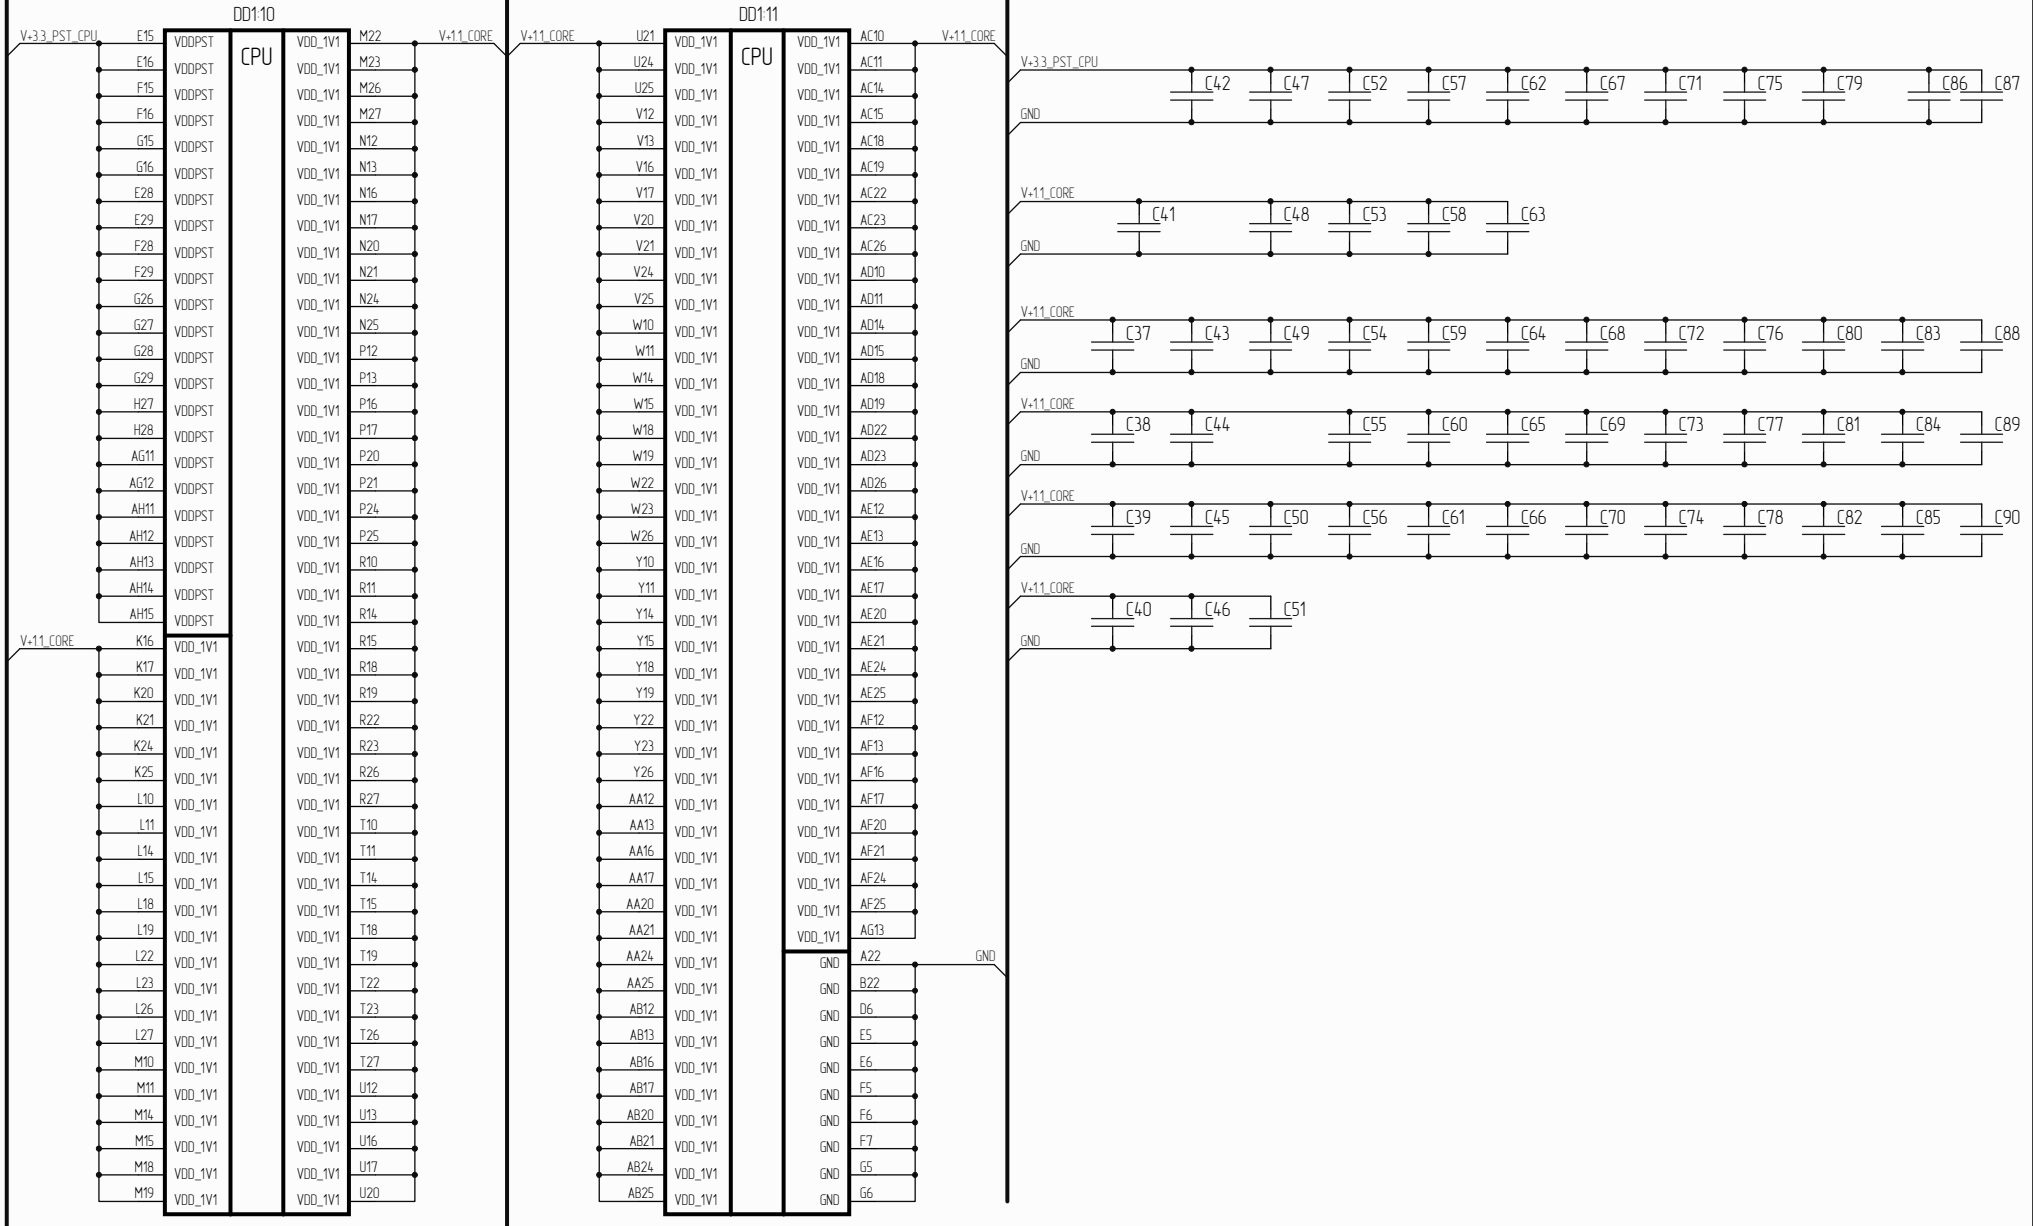 DD1:10
V+3.3_PST_CPU E15 VDDPST CPU VDD_1V1 M22 V+1.1_CORE
E16 VDDPST VDD_1V1 M23
F15 VDDPST VDD_1V1 M26
F16 VDDPST VDD_1V1 M27
G15 VDDPST VDD_1V1 N12
G16 VDDPST VDD_1V1 N13
E28 VDDPST VDD_1V1 N16
E29 VDDPST VDD_1V1 N17
F28 VDDPST VDD_1V1 N20
F29 VDDPST VDD_1V1 N21
G26 VDDPST VDD_1V1 N24
G27 VDDPST VDD_1V1 N25
G28 VDDPST VDD_1V1 P12
G29 VDDPST VDD_1V1 P13
H27 VDDPST VDD_1V1 P16
H28 VDDPST VDD_1V1 P17
AG11 VDDPST VDD_1V1 P20
AG12 VDDPST VDD_1V1 P21
AH11 VDDPST VDD_1V1 P24
AH12 VDDPST VDD_1V1 P25
AH13 VDDPST VDD_1V1 R10
AH14 VDDPST VDD_1V1 R11
AH15 VDDPST VDD_1V1 R14
V+1.1_CORE K16 VDD_1V1 VDD_1V1 R15
K17 VDD_1V1 VDD_1V1 R18
K20 VDD_1V1 VDD_1V1 R19
K21 VDD_1V1 VDD_1V1 R22
K24 VDD_1V1 VDD_1V1 R23
K25 VDD_1V1 VDD_1V1 R26
L10 VDD_1V1 VDD_1V1 R27
L11 VDD_1V1 VDD_1V1 T10
L14 VDD_1V1 VDD_1V1 T11
L15 VDD_1V1 VDD_1V1 T14
L18 VDD_1V1 VDD_1V1 T15
L19 VDD_1V1 VDD_1V1 T18
L22 VDD_1V1 VDD_1V1 T19
L23 VDD_1V1 VDD_1V1 T22
L26 VDD_1V1 VDD_1V1 T23
L27 VDD_1V1 VDD_1V1 T26
M10 VDD_1V1 VDD_1V1 T27
M11 VDD_1V1 VDD_1V1 U12
M14 VDD_1V1 VDD_1V1 U13
M15 VDD_1V1 VDD_1V1 U16
M18 VDD_1V1 VDD_1V1 U17
M19 VDD_1V1 VDD_1V1 U20
DD1:11
V+1.1_CORE U21 VDD_1V1 CPU VDD_1V1 AC10 V+1.1_CORE
U24 VDD_1V1 VDD_1V1 AC11
U25 VDD_1V1 VDD_1V1 AC14
V12 VDD_1V1 VDD_1V1 AC15
V13 VDD_1V1 VDD_1V1 AC18
V16 VDD_1V1 VDD_1V1 AC19
V17 VDD_1V1 VDD_1V1 AC22
V20 VDD_1V1 VDD_1V1 AC23
V21 VDD_1V1 VDD_1V1 AC26
V24 VDD_1V1 VDD_1V1 AD10
V25 VDD_1V1 VDD_1V1 AD11
W10 VDD_1V1 VDD_1V1 AD14
W11 VDD_1V1 VDD_1V1 AD15
W14 VDD_1V1 VDD_1V1 AD18
W15 VDD_1V1 VDD_1V1 AD19
W18 VDD_1V1 VDD_1V1 AD22
W19 VDD_1V1 VDD_1V1 AD23
W22 VDD_1V1 VDD_1V1 AD26
W23 VDD_1V1 VDD_1V1 AE12
W26 VDD_1V1 VDD_1V1 AE13
Y10 VDD_1V1 VDD_1V1 AE16
Y11 VDD_1V1 VDD_1V1 AE17
Y14 VDD_1V1 VDD_1V1 AE20
Y15 VDD_1V1 VDD_1V1 AE21
Y18 VDD_1V1 VDD_1V1 AE24
Y19 VDD_1V1 VDD_1V1 AE25
Y22 VDD_1V1 VDD_1V1 AF12
Y23 VDD_1V1 VDD_1V1 AF13
Y26 VDD_1V1 VDD_1V1 AF16
AA12 VDD_1V1 VDD_1V1 AF17
AA13 VDD_1V1 VDD_1V1 AF20
AA16 VDD_1V1 VDD_1V1 AF21
AA17 VDD_1V1 VDD_1V1 AF24
AA20 VDD_1V1 VDD_1V1 AF25
AA21 VDD_1V1 VDD_1V1 AG13
AA24 VDD_1V1 GND A22 GND
AA25 VDD_1V1 GND B22
AB12 VDD_1V1 GND D6
AB13 VDD_1V1 GND E5
AB16 VDD_1V1 GND E6
AB17 VDD_1V1 GND F5
AB20 VDD_1V1 GND F6
AB21 VDD_1V1 GND F7
AB24 VDD_1V1 GND G5
AB25 VDD_1V1 GND G6
V+3.3_PST_CPU
C42 C47 C52 C57 C62 C67 C71 C75 C79 C86 C87
GND
V+1.1_CORE
C41 C48 C53 C58 C63
GND
V+1.1_CORE
C37 C43 C49 C54 C59 C64 C68 C72 C76 C80 C83 C88
GND
V+1.1_CORE
C38 C44 C55 C60 C65 C69 C73 C77 C81 C84 C89
GND
V+1.1_CORE
C39 C45 C50 C56 C61 C66 C70 C74 C78 C82 C85 C90
GND
V+1.1_CORE
C40 C46 C51
GND